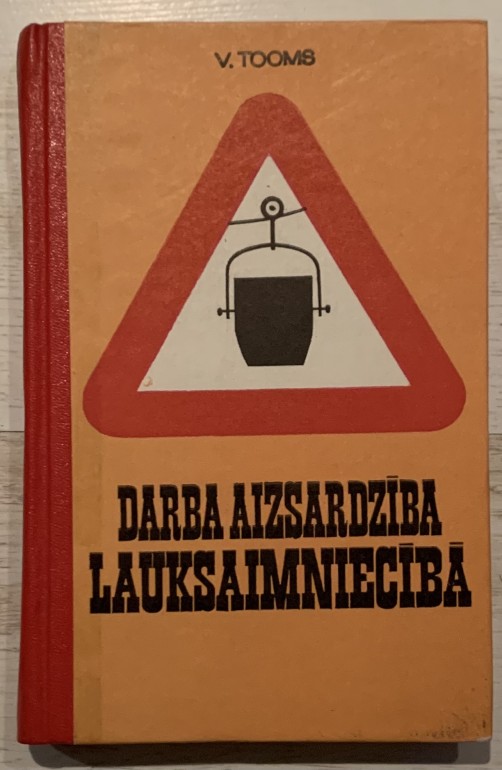 V. TOOMS
DARBA AIZSARDZĪBA
LAUKSAIMNIECĪBĀ